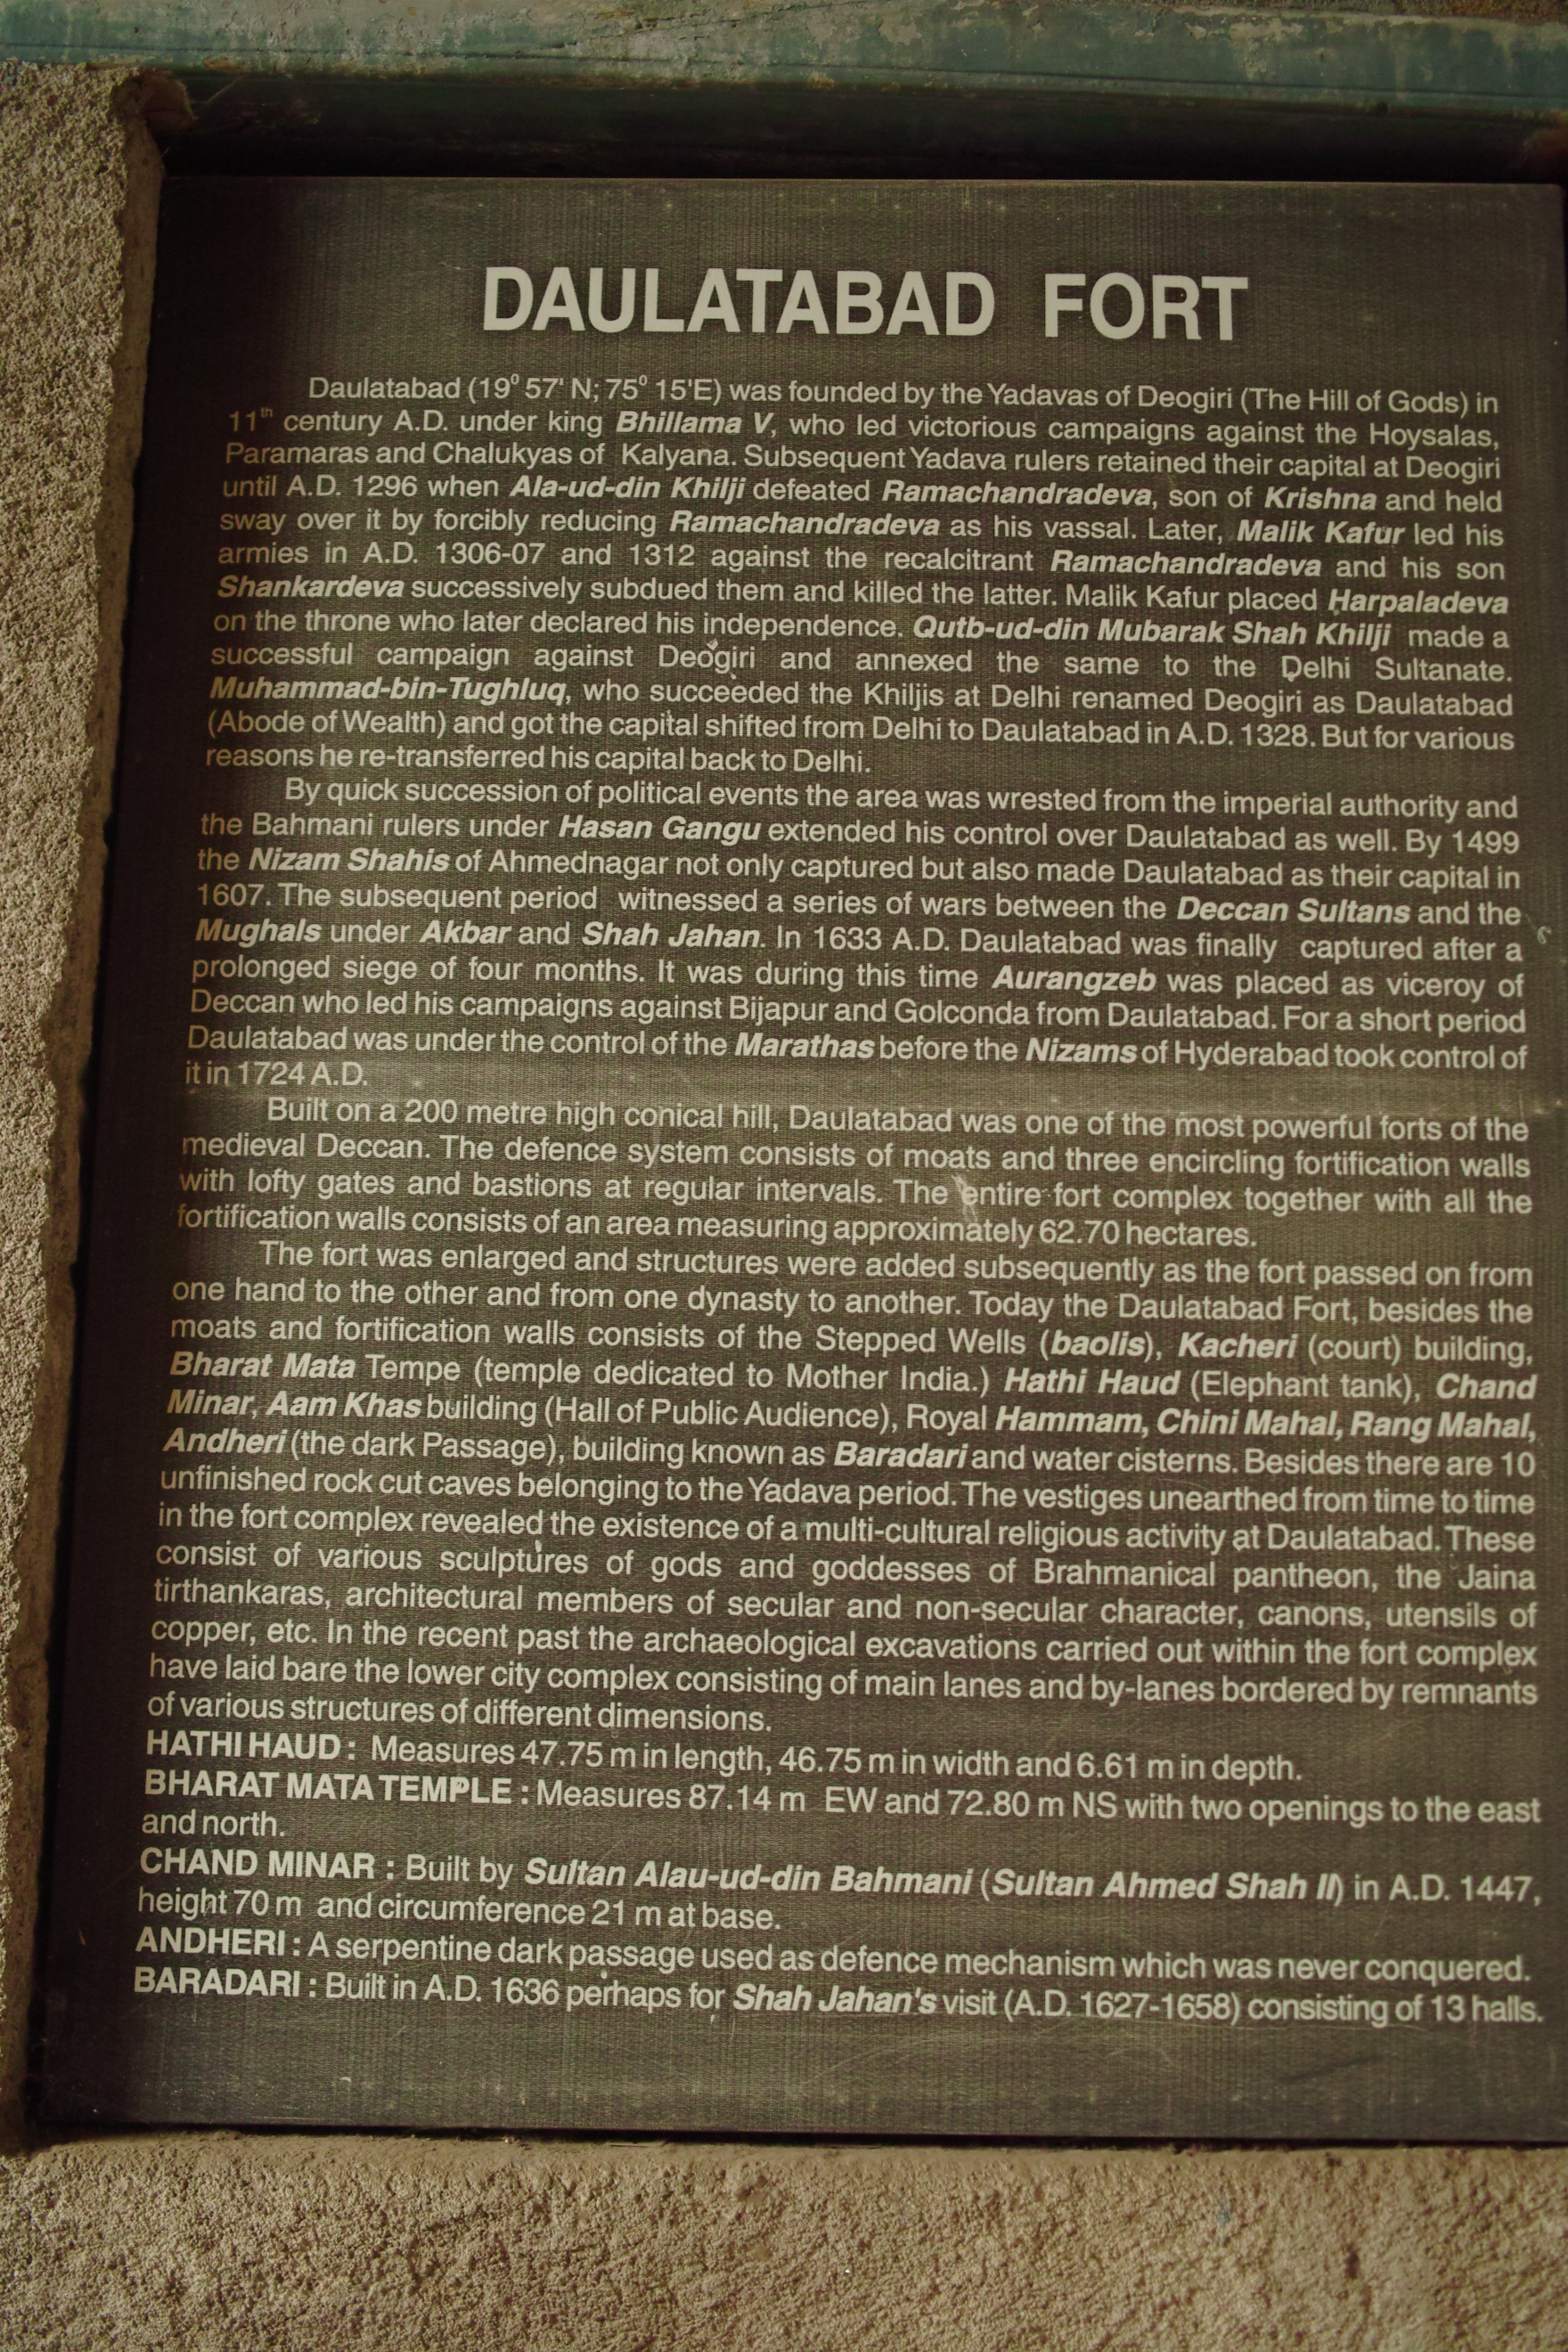 DAULATABAD FORT
Daulatabad (19⁰ 57' N; 75⁰ 15'E) was founded by the Yadavas of Deogiri (The Hill of Gods) in
11th century A.D. under king Bhillama V, who led victorious campaigns against the Hoysalas,
Paramaras and Chalukyas of Kalyana. Subsequent Yadava rulers retained their capital at Deogiri
until A.D. 1296 when Ala-ud-din Khilji defeated Ramachandradeva, son of Krishna and held
sway over it by forcibly reducing Ramachandradeva as his vassal. Later, Malik Kafur led his
armies in A.D. 1306-07 and 1312 against the recalcitrant Ramachandradeva and his son
Shankardeva successively subdued them and killed the latter. Malik Kafur placed Harpaladeva
on the throne who later declared his independence. Qutb-ud-din Mubarak Shah Khilji made a
successful campaign against Deogiri and annexed the same to the Delhi Sultanate.
Muhammad-bin-Tughluq, who succeeded the Khiljis at Delhi renamed Deogiri as Daulatabad
(Abode of Wealth) and got the capital shifted from Delhi to Daulatabad in A.D. 1328. But for various
reasons he re-transferred his capital back to Delhi.
By quick succession of political events the area was wrested from the imperial authority and
the Bahmani rulers under Hasan Gangu extended his control over Daulatabad as well. By 1499
the Nizam Shahis of Ahmednagar not only captured but also made Daulatabad as their capital in
1607. The subsequent period witnessed a series of wars between the Deccan Sultans and the
Mughals under Akbar and Shah Jahan. In 1633 A.D. Daulatabad was finally captured after a
prolonged siege of four months. It was during this time Aurangzeb was placed as viceroy of
Deccan who led his campaigns against Bijapur and Golconda from Daulatabad. For a short period
Daulatabad was under the control of the Marathas before the Nizams of Hyderabad took control of
it in 1724 A.D.
Built on a 200 metre high conical hill, Daulatabad was one of the most powerful forts of the
medieval Deccan. The defence system consists of moats and three encircling fortification walls
with lofty gates and bastions at regular intervals. The entire fort complex together with all the
fortification walls consists of an area measuring approximately 62.70 hectares.
The fort was enlarged and structures were added subsequently as the fort passed on from
one hand to the other and from one dynasty to another. Today the Daulatabad Fort, besides the
moats and fortification walls consists of the Stepped Wells (baolis), Kacheri (court) building,
Bharat Mata Tempe (temple dedicated to Mother India.) Hathi Haud (Elephant tank), Chand
Minar, Aam Khas building (Hall of Public Audience), Royal Hammam, Chini Mahal, Rang Mahal,
Andheri (the dark Passage), building known as Baradari and water cisterns. Besides there are 10
unfinished rock cut caves belonging to the Yadava period. The vestiges unearthed from time to time
in the fort complex revealed the existence of a multi-cultural religious activity at Daulatabad. These
consist of various sculptures of gods and goddesses of Brahmanical pantheon, the Jaina
tirthankaras, architectural members of secular and non-secular character, canons, utensils of
copper, etc. In the recent past the archaeological excavations carried out within the fort complex
have laid bare the lower city complex consisting of main lanes and by-lanes bordered by remnants
of various structures of different dimensions.
HATHI HAUD : Measures 47.75 m in length, 46.75 m in width and 6.61 m in depth.
BHARAT MATA TEMPLE : Measures 87.14 m EW and 72.80 m NS with two openings to the east
and north.
CHAND MINAR : Built by Sultan Alau-ud-din Bahmani (Sultan Ahmed Shah II) in A.D. 1447,
height 70 m and circumference 21 m at base.
ANDHERI : A serpentine dark passage used as defence mechanism which was never conquered.
BARADARI : Built in A.D. 1636 perhaps for Shah Jahan's visit (A.D. 1627-1658) consisting of 13 halls.